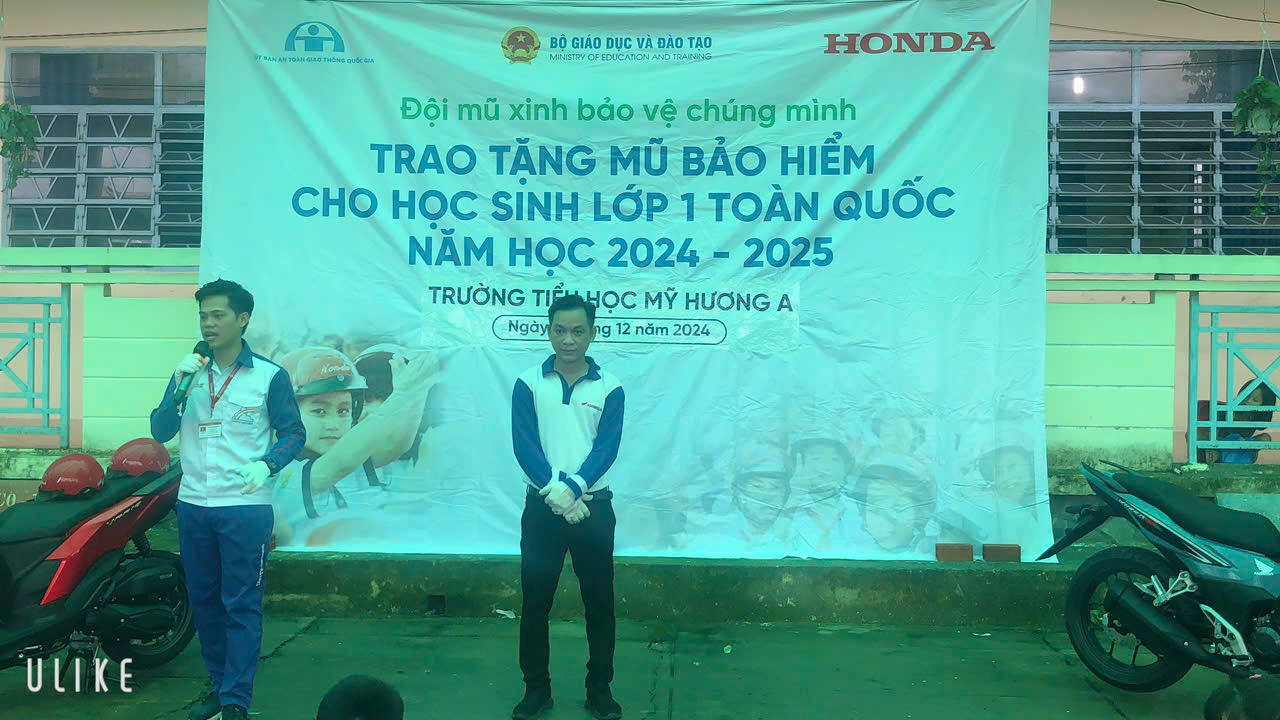 ỦY BAN AN TOÀN GIAO THÔNG QUỐC GIA
BỘ GIÁO DỤC VÀ ĐÀO TẠO
MINISTRY OF EDUCATION AND TRAINING
HONDA
Đội mũ xinh bảo vệ chúng mình
TRAO TẶNG MŨ BẢO HIỂM
CHO HỌC SINH LỚP 1 TOÀN QUỐC
NĂM HỌC 2024 - 2025
TRƯỜNG TIỂU HỌC MỸ HƯƠNG A
Ngày 12 năm 2024
HONDA
ULIKE